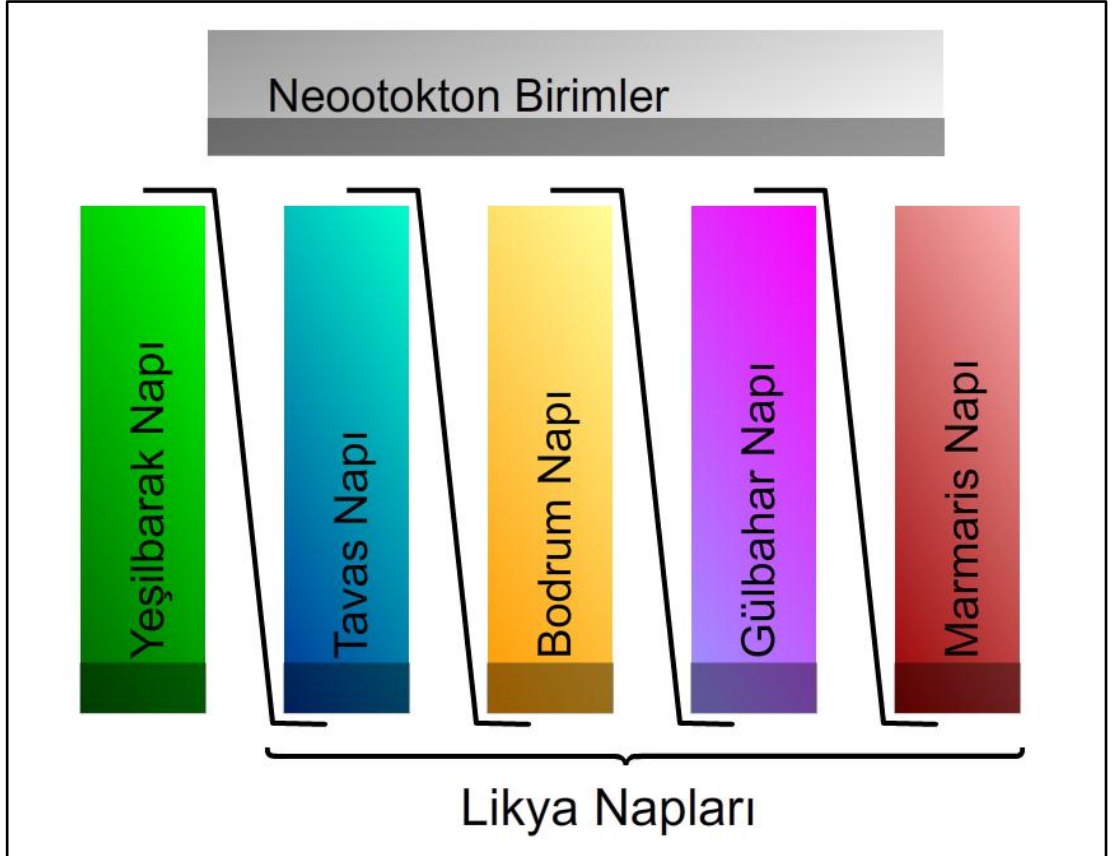 Neootokton Birimler
Yeşilbarak Napı
Tavas Napı
Bodrum Napı
Gülbahar Napı
Marmaris Napı
Likya Napları